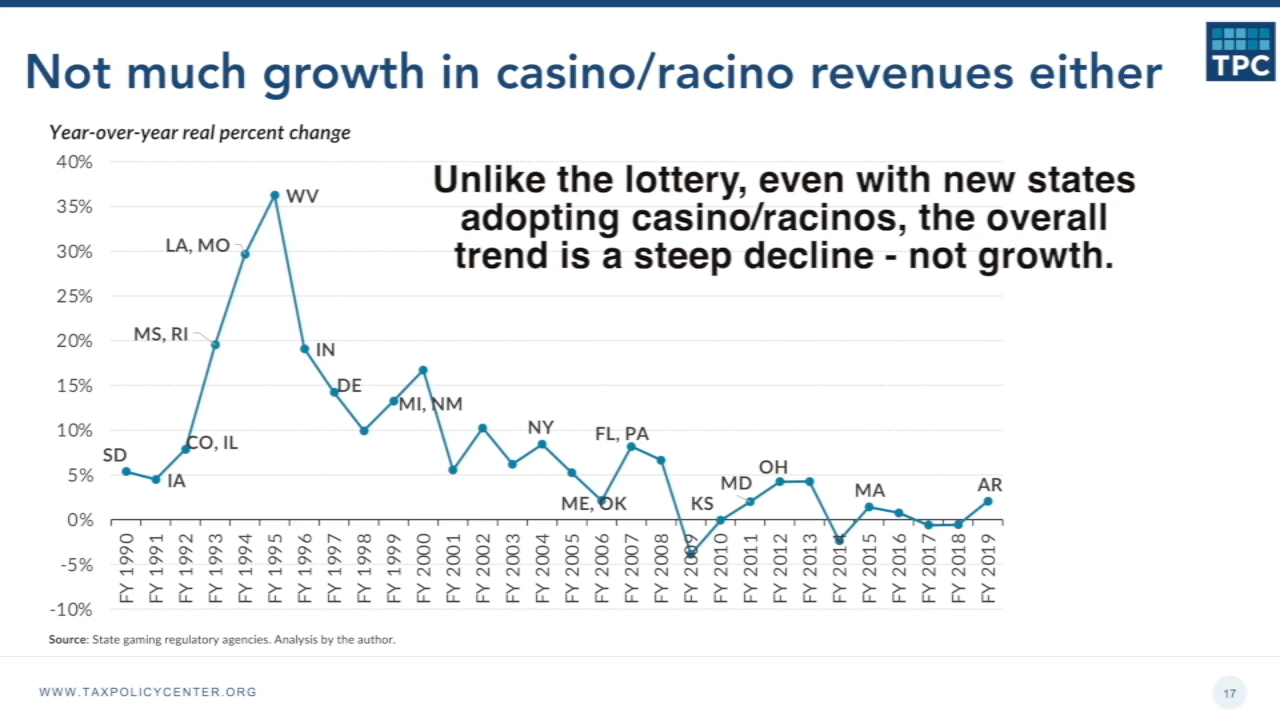 Not much growth in casino/racino revenues either
TPC
Year-over-year real percent change
Unlike the lottery, even with new states
adopting casino/racinos, the overall
trend is a steep decline - not growth.
40%
35%
30%
25%
20%
15%
10%
5%
0%
-5%
-10%
SD
IA
CO, IL
MS, RI
LA, MO
WV
IN
DE
MI, NM
NY
ME, OK
FL, PA
KS
MD
OH
MA
AR
FY 1990
FY 1991
FY 1992
FY 1993
FY 1994
FY 1995
FY 1996
FY 1997
FY 1998
FY 1999
FY 2000
FY 2001
FY 2002
FY 2003
FY 2004
FY 2005
FY 2006
FY 2007
FY 2008
FY 2009
FY 2010
FY 2011
FY 2012
FY 2013
FY 2014
FY 2015
FY 2016
FY 2017
FY 2018
FY 2019
Source: State gaming regulatory agencies. Analysis by the author.
WWW.TAXPOLICYCENTER.ORG
17